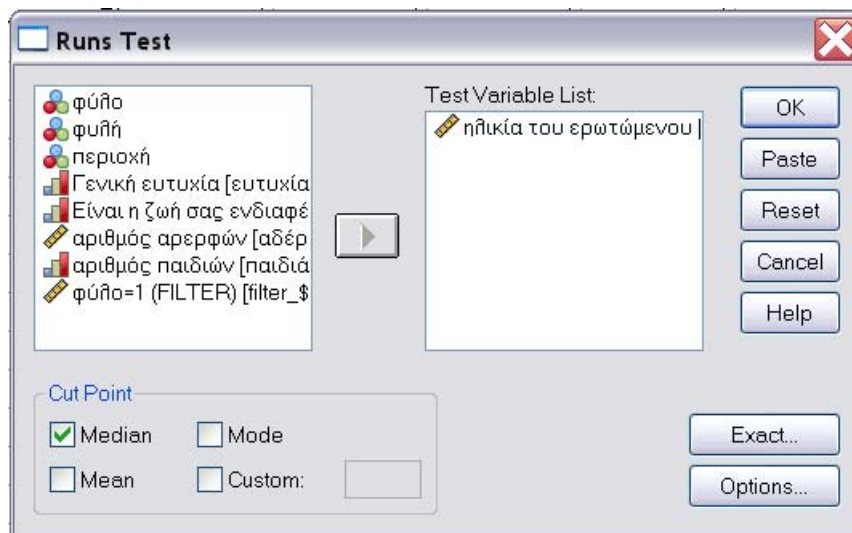 Runs Test
φύλο
φυλή
περιοχή
Γενική ευτυχία [ευτυχία
Είναι η ζωή σας ενδιαφέ
αριθμός αρερφών [αδέρ
αριθμός παιδιών [παιδιά
φύλο=1 (FILTER) [filter_$
Test Variable List:
ηλικία του ερωτώμενου [
OK
Paste
Reset
Cancel
Help
Cut Point
Median
Mode
Mean
Custom:
Exact...
Options...